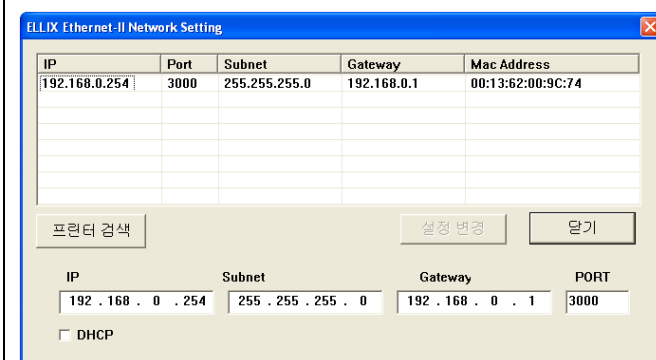 ELLIX Ethernet-II Network Setting
IP Port Subnet Gateway Mac Address
192.168.0.254 3000 255.255.255.0 192.168.0.1 00:13:62:00:9C:74
프린터 검색 설정 변경 닫기
IP Subnet Gateway PORT
192 . 168 . 0 . 254 255 . 255 . 255 . 0 192 . 168 . 0 . 1 3000
DHCP